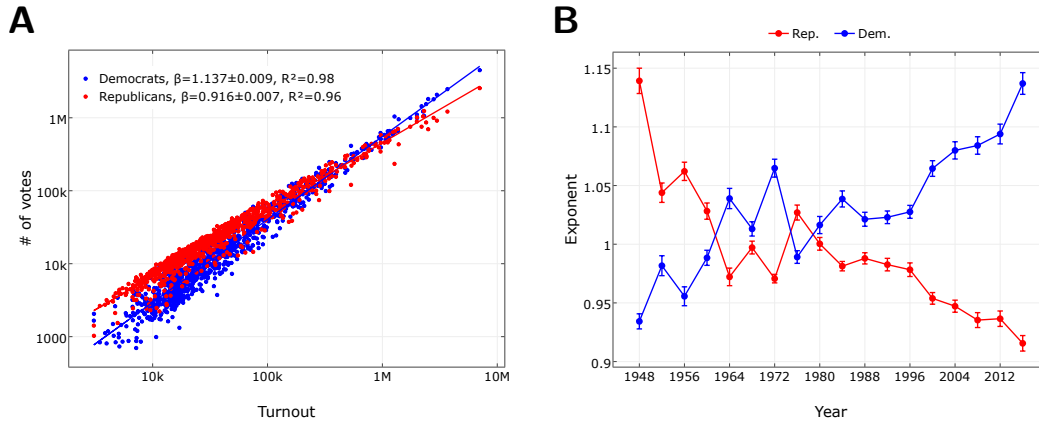 A
Democrats, β=1.137±0.009, R²=0.98
Republicans, β=0.916±0.007, R²=0.96
# of votes
1M
100k
10k
1000
10k 100k 1M 10M
Turnout
B
Rep. Dem.
Exponent
1.15
1.1
1.05
1
0.95
0.9
1948 1956 1964 1972 1980 1988 1996 2004 2012
Year